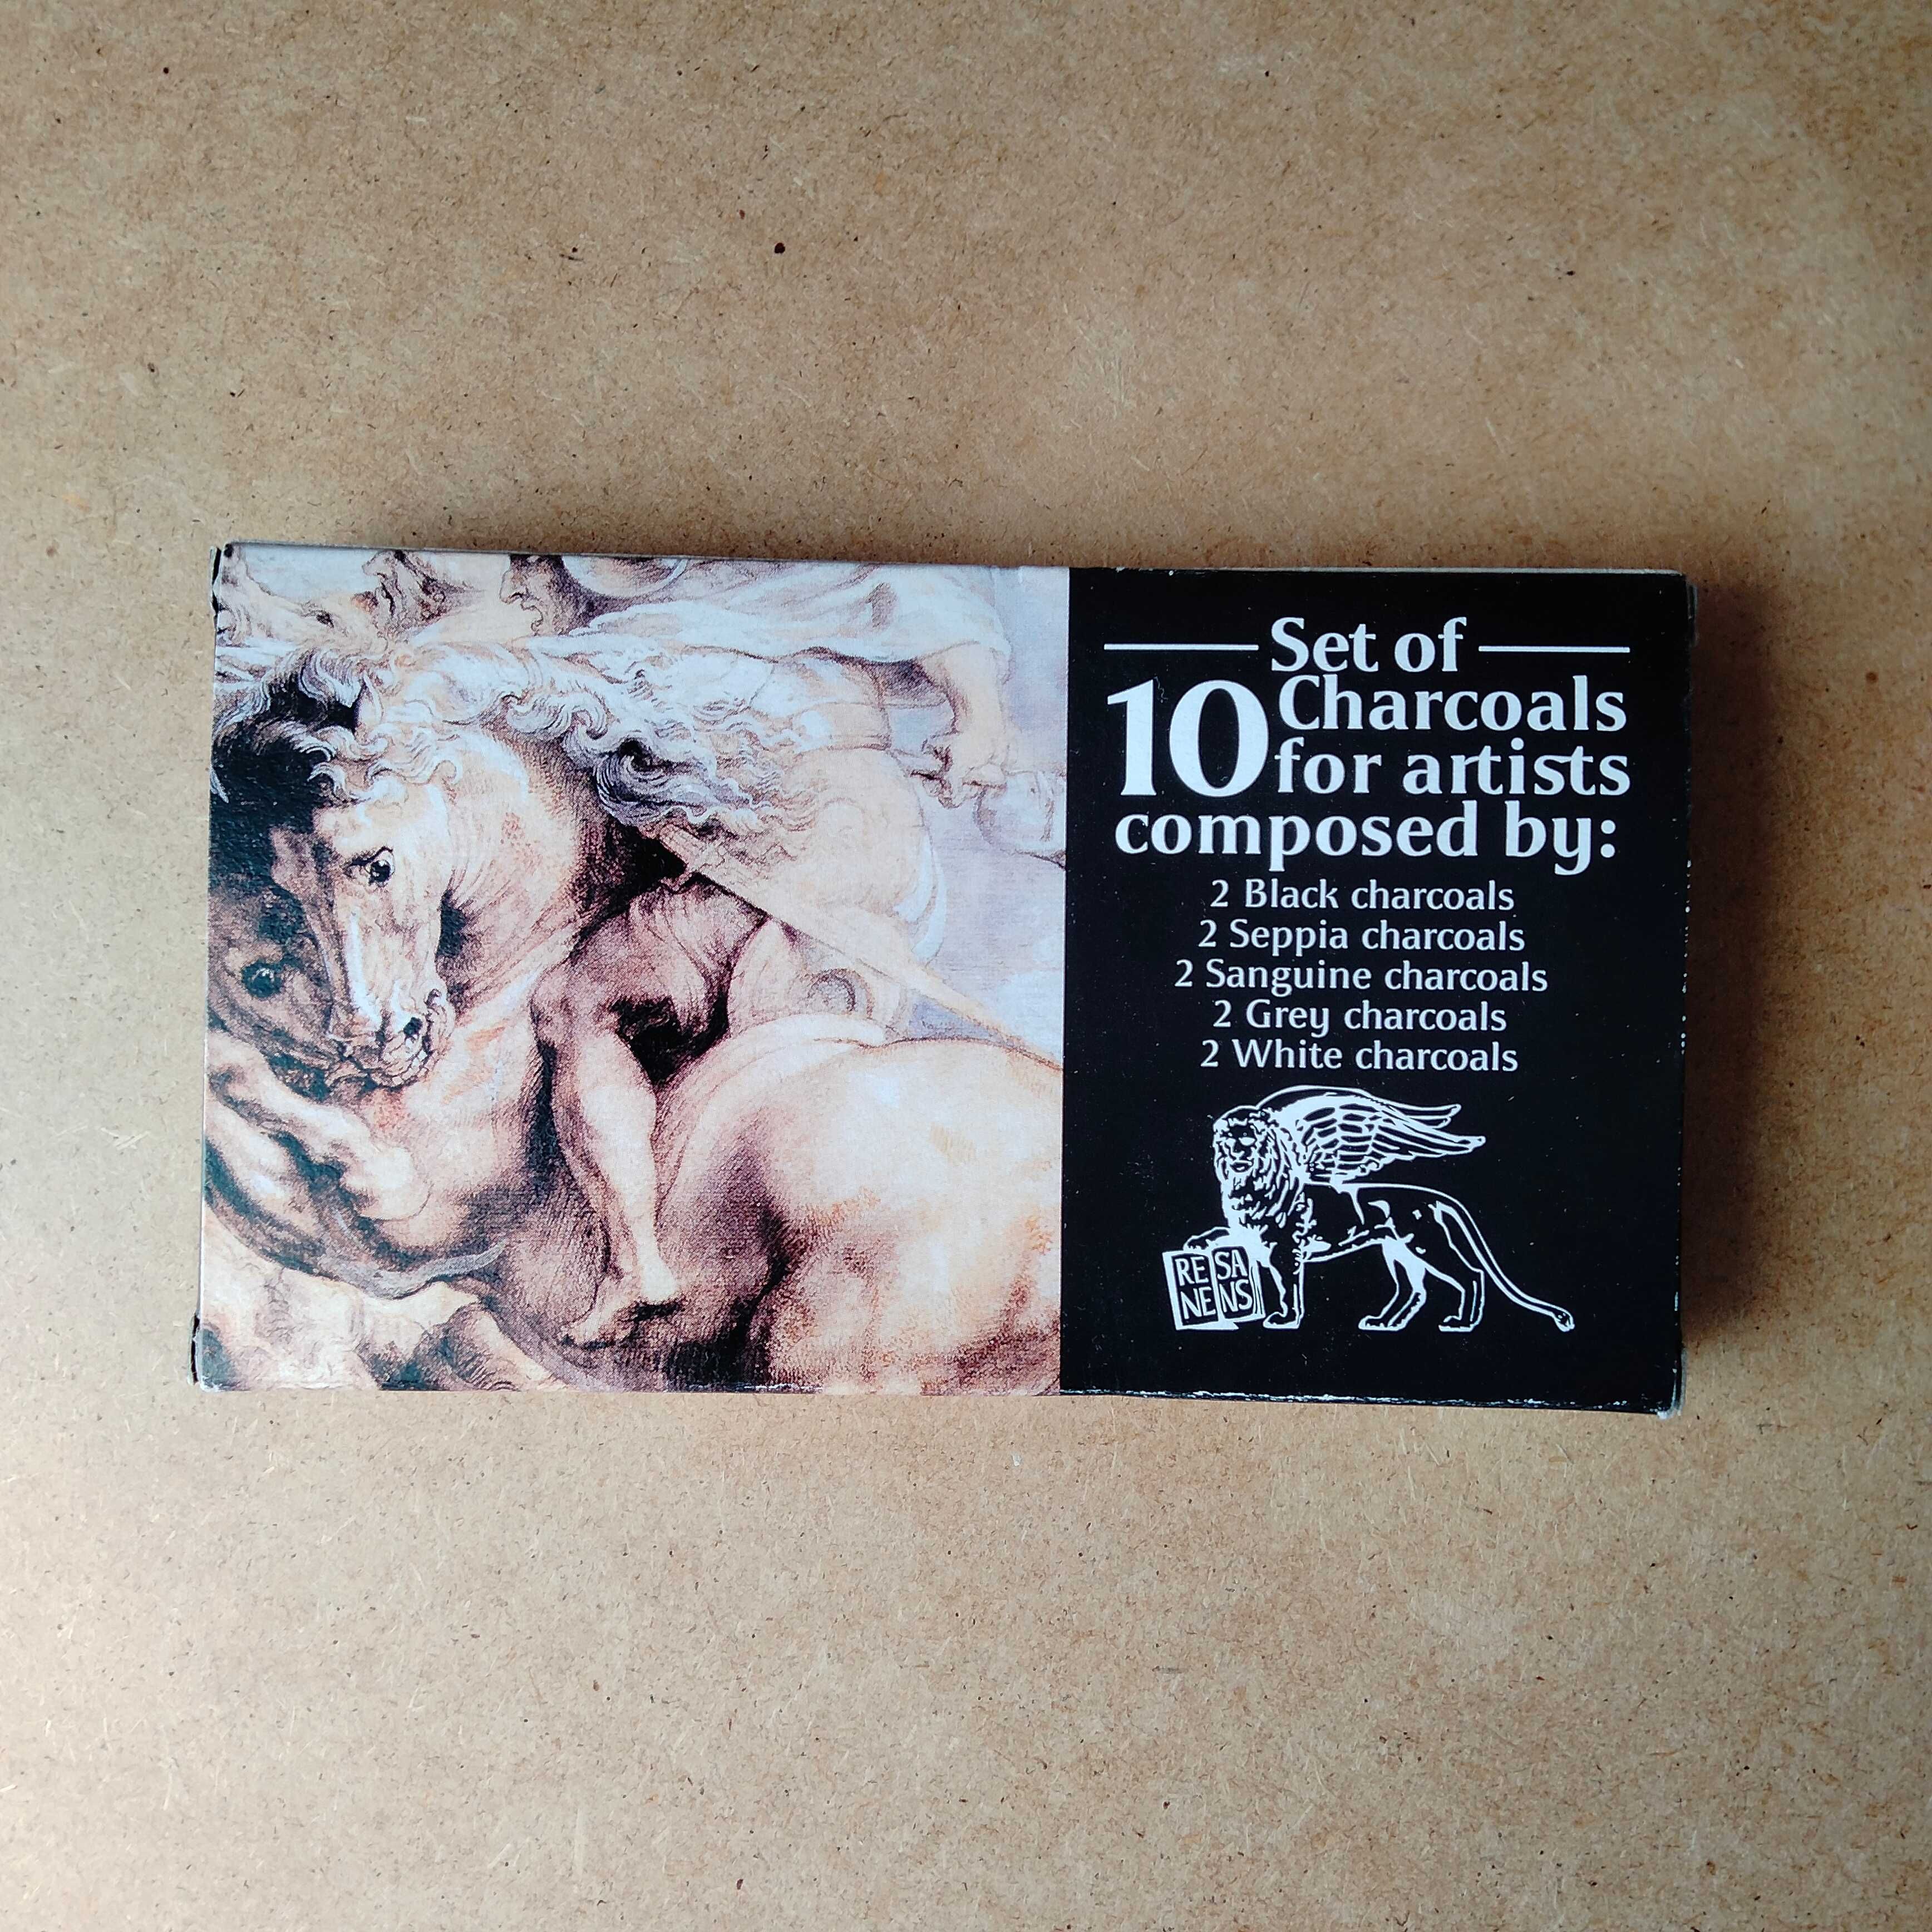 Set of
10 Charcoals
for artists
composed by:
2 Black charcoals
2 Seppia charcoals
2 Sanguine charcoals
2 Grey charcoals
2 White charcoals
RE SA
NE NS